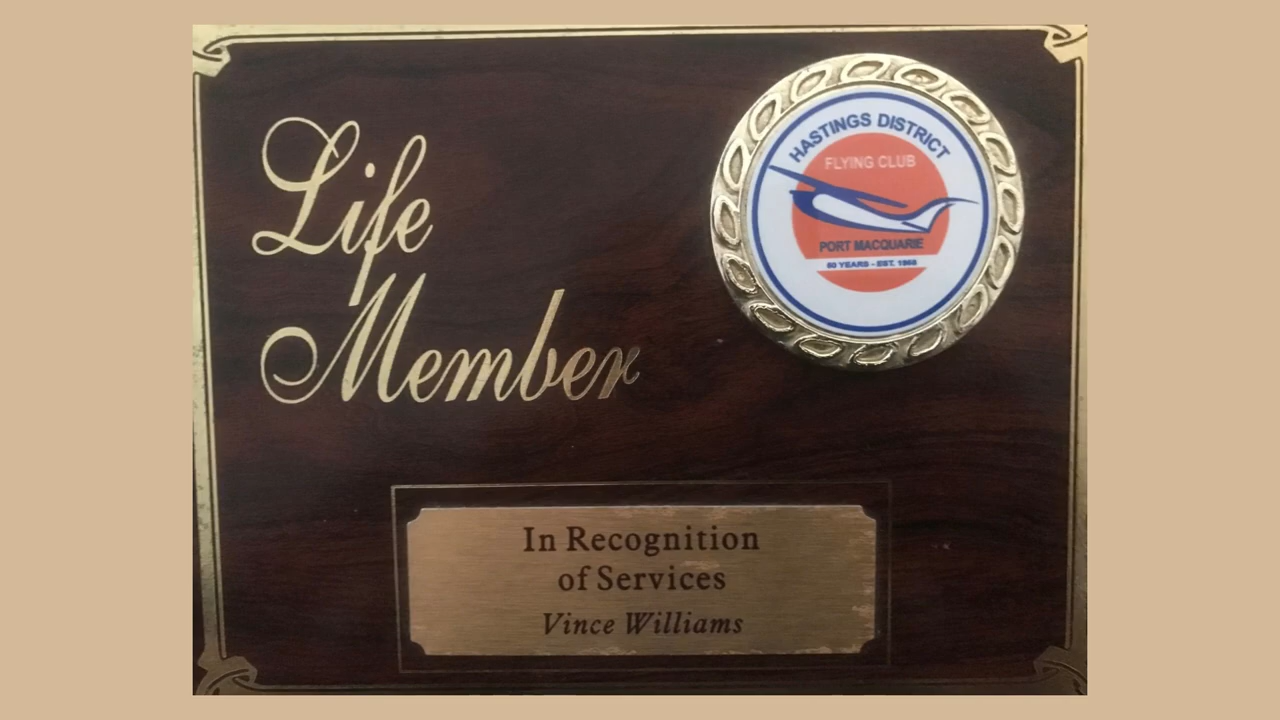 Life
Member
HASTINGS DISTRICT
FLYING CLUB
PORT MACQUARIE
50 YEARS - EST. 1968
In Recognition
of Services
Vince Williams